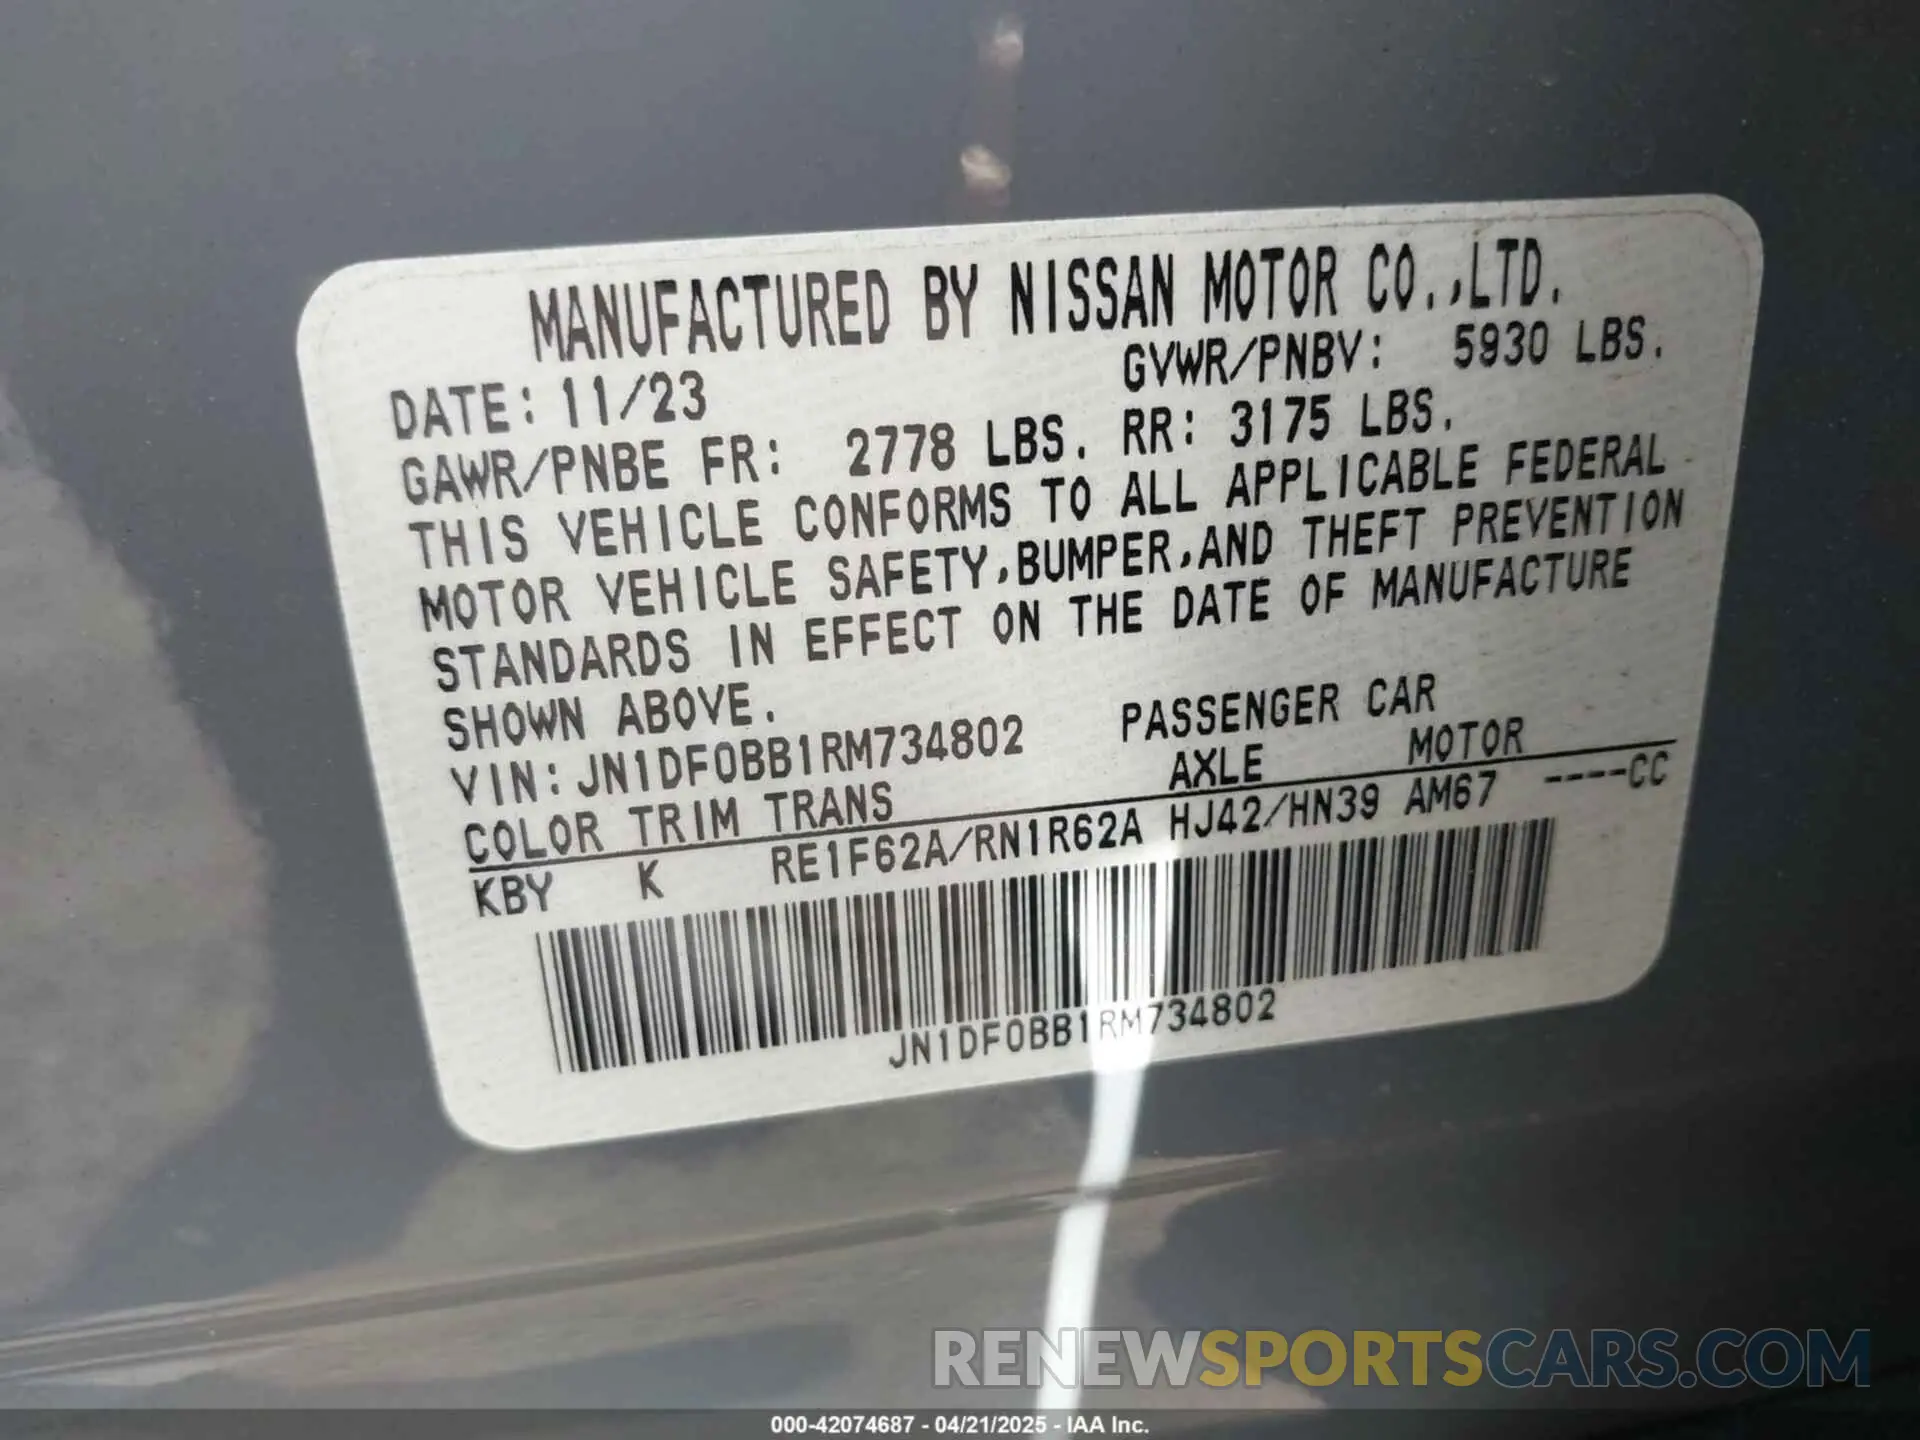 MANUFACTURED BY NISSAN MOTOR CO.,LTD.
DATE: 11/23 GVWR/PNBV: 5930 LBS.
GAWR/PNBE FR: 2778 LBS. RR: 3175 LBS.
THIS VEHICLE CONFORMS TO ALL APPLICABLE FEDERAL
MOTOR VEHICLE SAFETY,BUMPER,AND THEFT PREVENTION
STANDARDS IN EFFECT ON THE DATE OF MANUFACTURE
SHOWN ABOVE.
VIN: JN1DF0BB1RM734802 PASSENGER CAR
COLOR TRIM TRANS AXLE MOTOR
KBY K RE1F62A/RN1R62A HJ42/HN39 AM67 ----CC
JN1DF0BB1RM734802
RENEWSPORTSCARS.COM
000-42074687 - 04/21/2025 - IAA Inc.